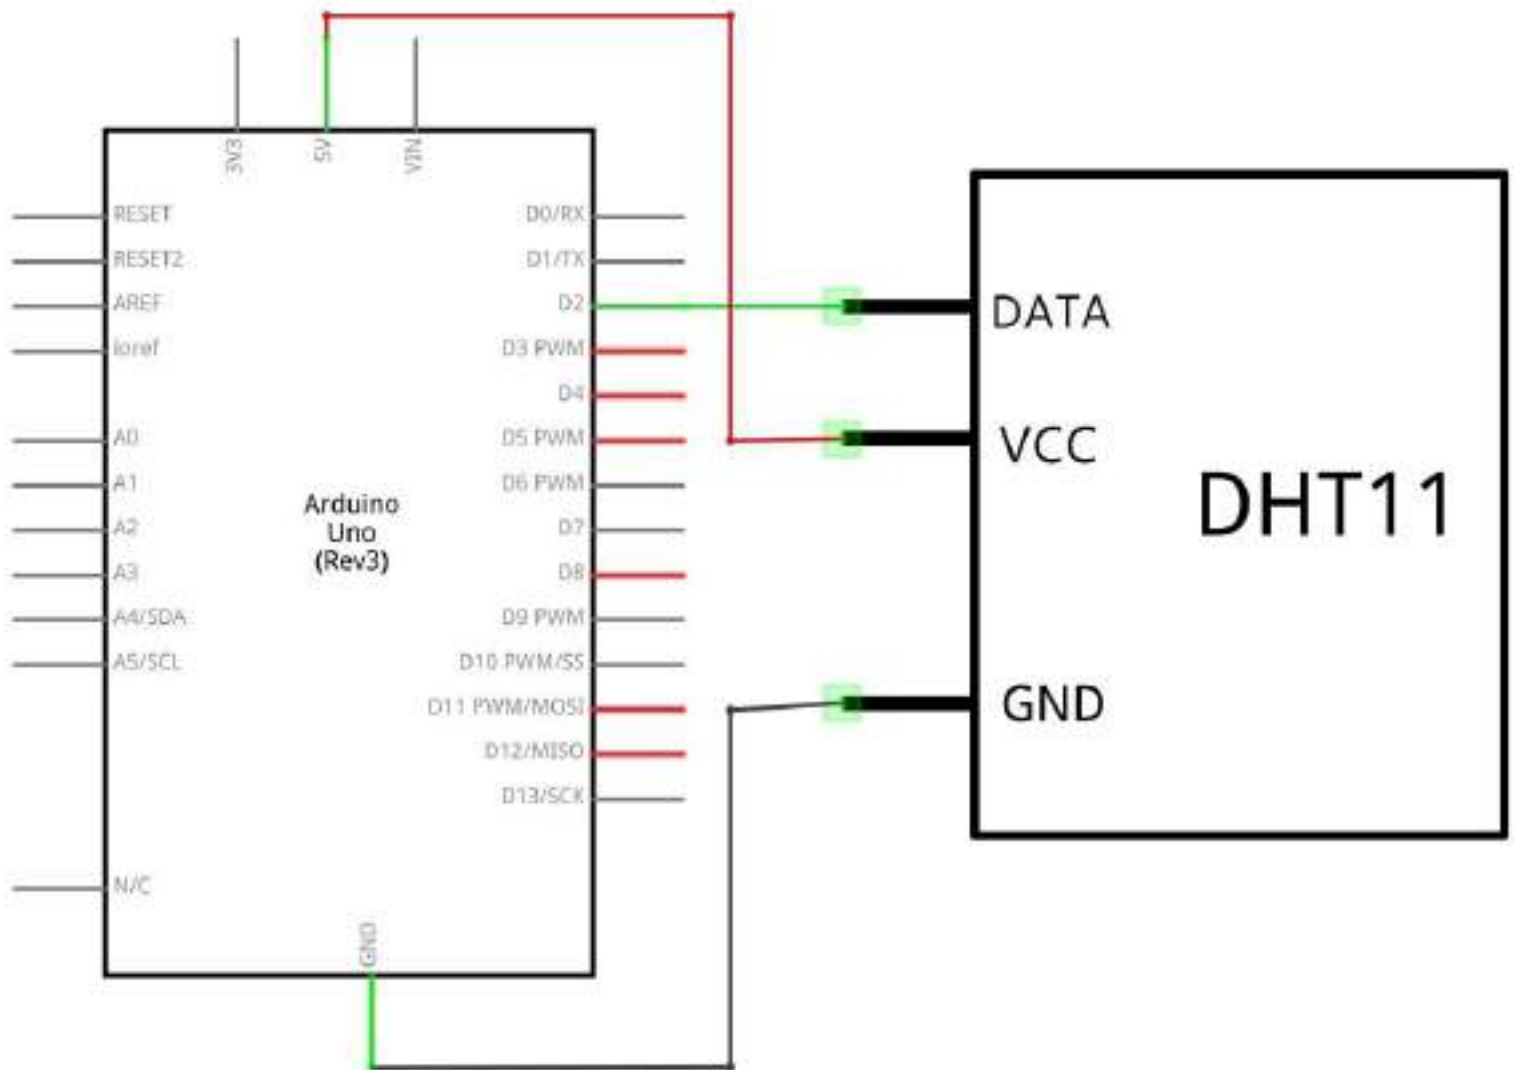 3V3
5V
VIN
RESET
RESET2
AREF
ioref
A0
A1
A2
A3
A4/SDA
A5/SCL
N/C
Arduino
Uno
(Rev3)
D0/RX
D1/TX
D2
D3 PWM
D4
D5 PWM
D6 PWM
D7
D8
D9 PWM
D10 PWM/SS
D11 PWM/MOSI
D12/MISO
D13/SCK
GND
DATA
VCC
DHT11
GND